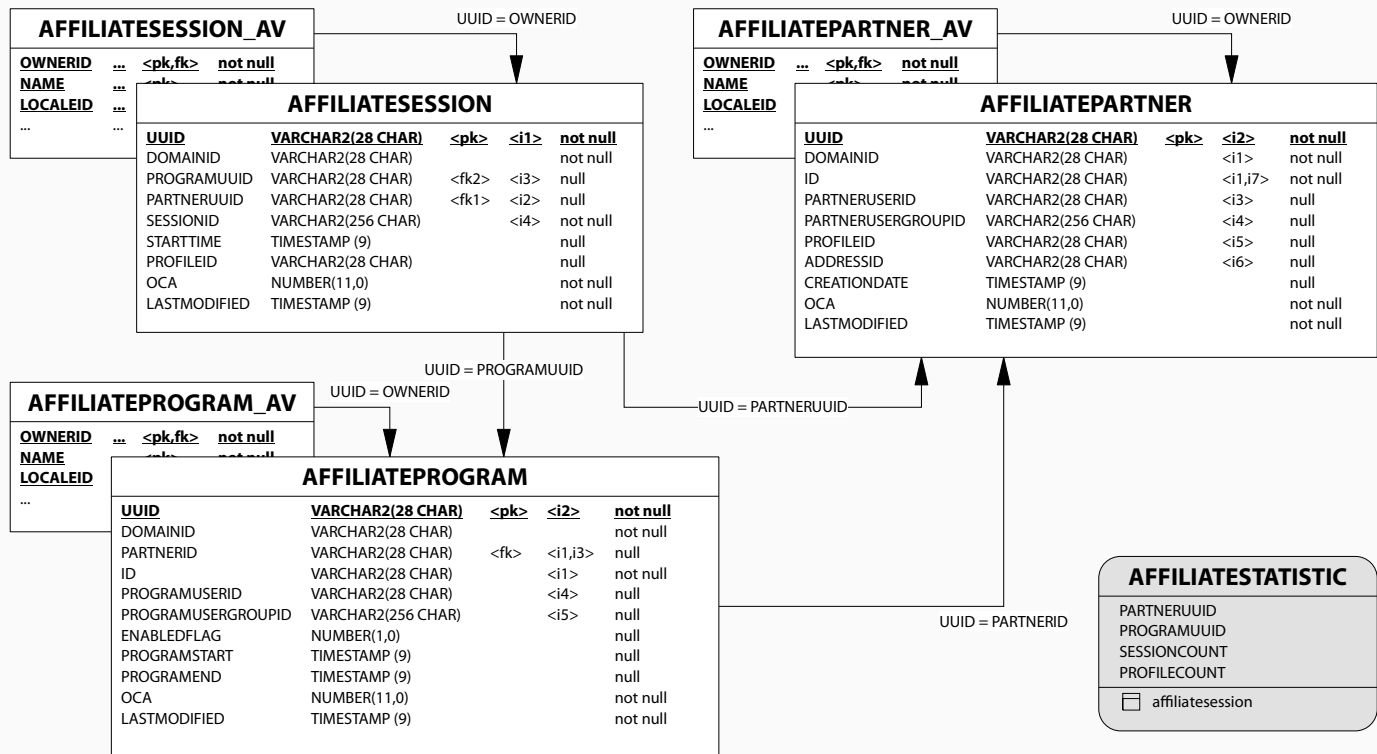 UUID = OWNERID
UUID = OWNERID
AFFILIATESESSION_AV
OWNERID ... <pk,fk> not null
NAME ...
LOCALEID ...
... ...
AFFILIATESESSION
UUID VARCHAR2(28 CHAR) <pk> <i1> not null
DOMAINID VARCHAR2(28 CHAR) not null
PROGRAMUUID VARCHAR2(28 CHAR) <fk2> <i3> null
PARTNERUUID VARCHAR2(28 CHAR) <fk1> <i2> null
SESSIONID VARCHAR2(256 CHAR) <i4> not null
STARTTIME TIMESTAMP (9) null
PROFILEID VARCHAR2(28 CHAR) null
OCA NUMBER(11,0) not null
LASTMODIFIED TIMESTAMP (9) not null
AFFILIATEPARTNER_AV
OWNERID ... <pk,fk> not null
NAME
LOCALEID
...
AFFILIATEPARTNER
UUID VARCHAR2(28 CHAR) <pk> <i2> not null
DOMAINID VARCHAR2(28 CHAR) <i1> not null
ID VARCHAR2(28 CHAR) <i1,i7> not null
PARTNERUSERID VARCHAR2(28 CHAR) <i3> null
PARTNERUSERGROUPID VARCHAR2(256 CHAR) <i4> null
PROFILEID VARCHAR2(28 CHAR) <i5> null
ADDRESSID VARCHAR2(28 CHAR) <i6> null
CREATIONDATE TIMESTAMP (9) null
OCA NUMBER(11,0) not null
LASTMODIFIED TIMESTAMP (9) not null
UUID = PROGRAMUUID
UUID = OWNERID
UUID = PARTNERUUID
AFFILIATEPROGRAM_AV
OWNERID ... <pk,fk> not null
NAME
LOCALEID
...
AFFILIATEPROGRAM
UUID VARCHAR2(28 CHAR) <pk> <i2> not null
DOMAINID VARCHAR2(28 CHAR) not null
PARTNERID VARCHAR2(28 CHAR) <fk> <i1,i3> null
ID VARCHAR2(28 CHAR) <i1> not null
PROGRAMUSERID VARCHAR2(28 CHAR) <i4> null
PROGRAMUSERGROUPID VARCHAR2(256 CHAR) <i5> null
ENABLEDFLAG NUMBER(1,0) null
PROGRAMSTART TIMESTAMP (9) null
PROGRAMEND TIMESTAMP (9) null
OCA NUMBER(11,0) not null
LASTMODIFIED TIMESTAMP (9) not null
UUID = PARTNERID
AFFILIATESTATISTIC
PARTNERUUID
PROGRAMUUID
SESSIONCOUNT
PROFILECOUNT
affiliatesession